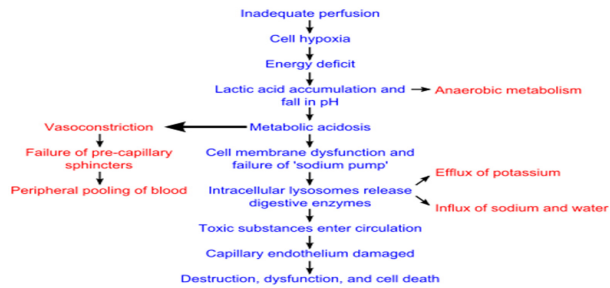 Inadequate perfusion
Cell hypoxia
Energy deficit
Lactic acid accumulation and
fall in pH
Anaerobic metabolism
Vasoconstriction
Metabolic acidosis
Failure of pre-capillary
sphincters
Peripheral pooling of blood
Cell membrane dysfunction and
failure of 'sodium pump'
Efflux of potassium
Intracellular lysosomes release
digestive enzymes
Influx of sodium and water
Toxic substances enter circulation
Capillary endothelium damaged
Destruction, dysfunction, and cell death